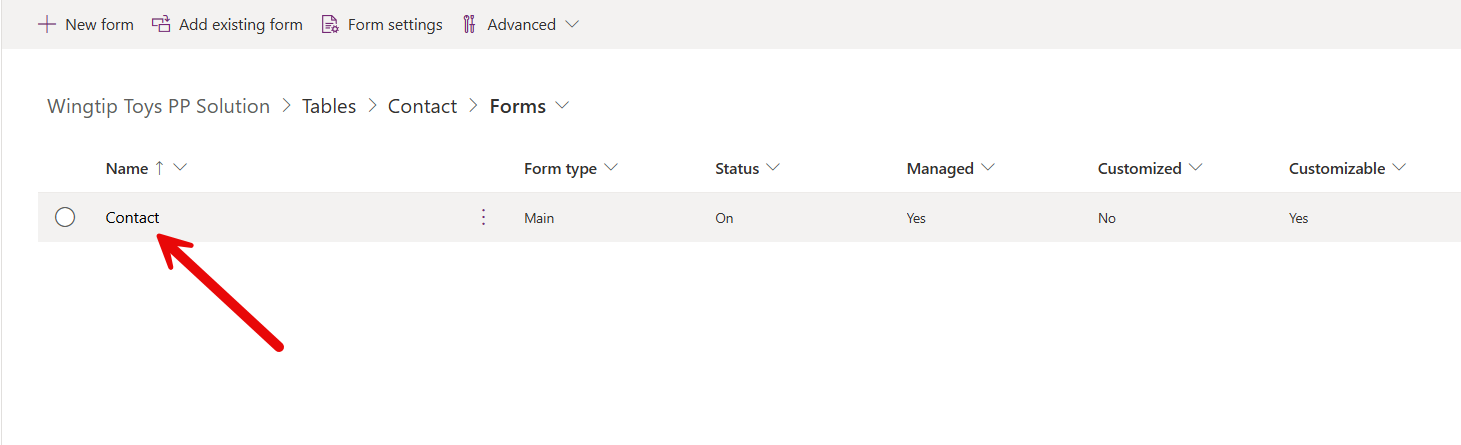 New form Add existing form Form settings Advanced
Wingtip Toys PP Solution > Tables > Contact > Forms
Name ↑ Form type Status Managed Customized Customizable
Contact Main On Yes No Yes